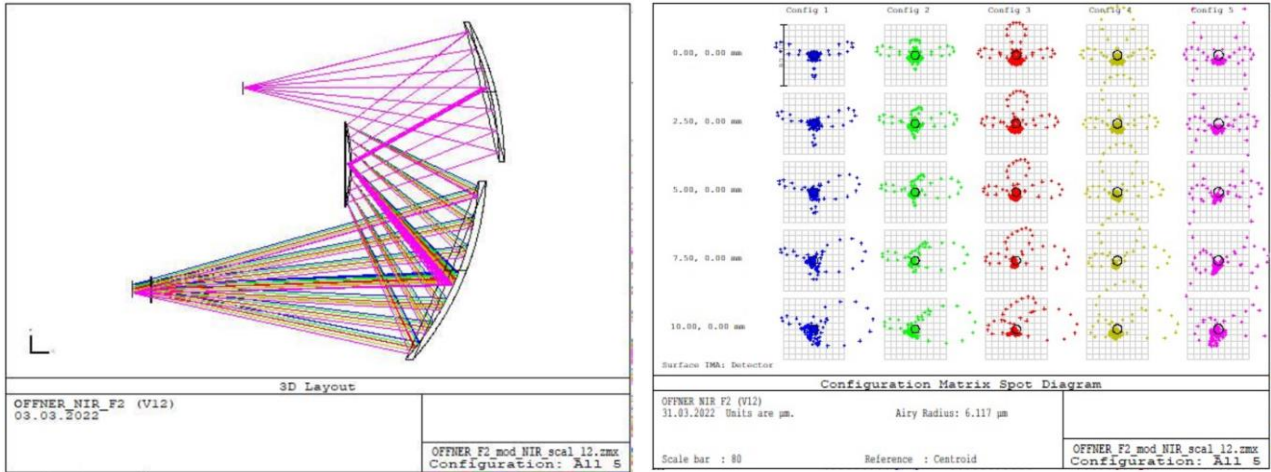 3D Layout
OFFNER_NIR_F2 (V12)
03.03.2022
OFFNER_F2_mod_NIR_scal_12.zmx
Configuration: All 5
Config 1 Config 2 Config 3 Config 4 Config 5
0.00, 0.00 mm
2.50, 0.00 mm
5.00, 0.00 mm
7.50, 0.00 mm
10.00, 0.00 mm
Surface IMA: Detector
Configuration Matrix Spot Diagram
OFFNER NIR F2 (V12)
31.03.2022 Units are µm. Airy Radius: 6.117 µm
Scale bar : 80 Reference : Centroid
OFFNER_F2_mod_NIR_scal_12.zmx
Configuration: All 5